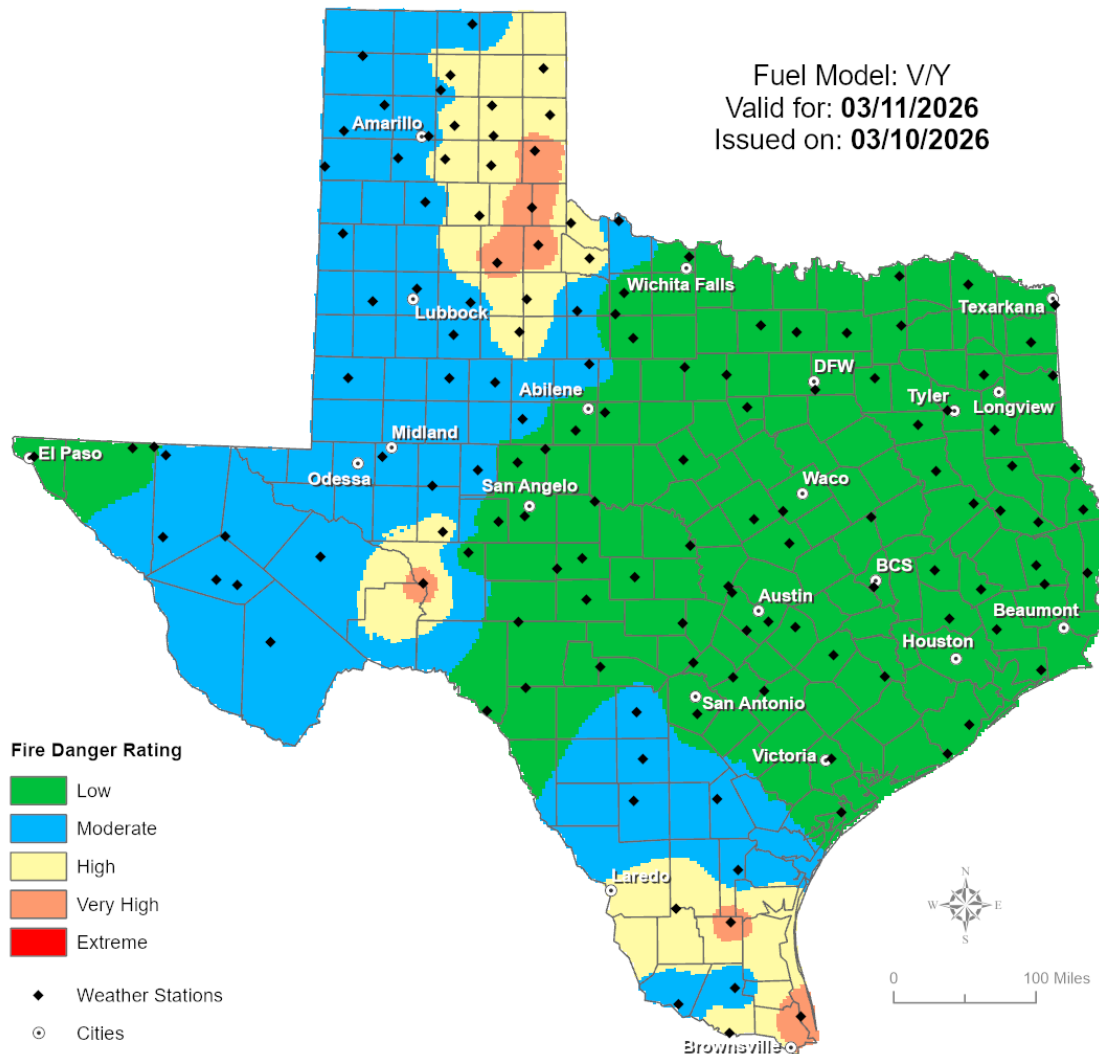 Fuel Model: V/Y
Valid for: 03/11/2026
Issued on: 03/10/2026
Amarillo
Wichita Falls
Texarkana
Lubbock
DFW
Abilene
Tyler
Longview
Midland
El Paso
Odessa
San Angelo
Waco
BCS
Austin
Beaumont
Houston
San Antonio
Victoria
Laredo
Brownsville
Fire Danger Rating
Low
Moderate
High
Very High
Extreme
Weather Stations
Cities
N
W E
S
0 100 Miles